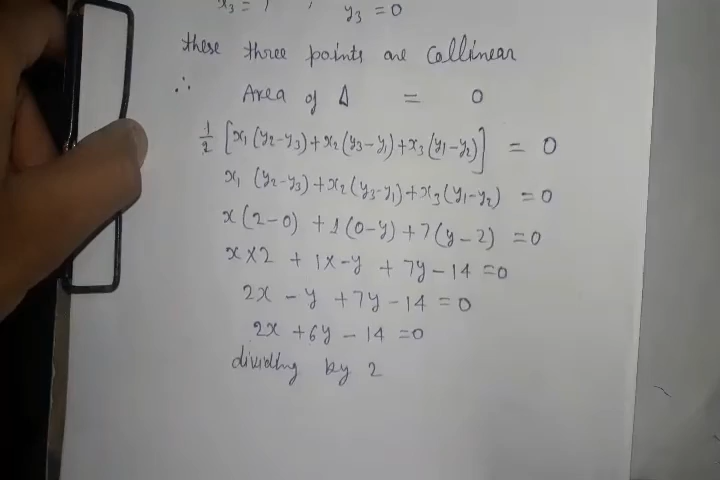 x₃ = 7 , y₃ = 0
these three points are collinear
∴ Area of Δ = 0
1/2 [x₁(y₂-y₃)+x₂(y₃-y₁)+x₃(y₁-y₂)] = 0
x₁ (y₂-y₃)+x₂(y₃-y₁)+x₃(y₁-y₂) = 0
x(2-0) + 1(0-y)+7(y-2) = 0
x×2 + 1×-y + 7y-14 = 0
2x - y + 7y - 14 = 0
2x + 6y - 14 = 0
dividing by 2